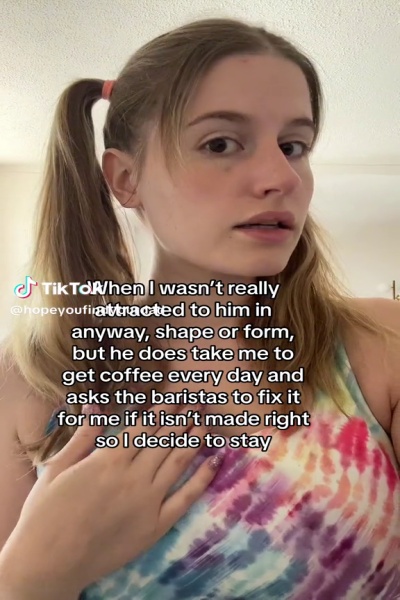 TikTok
When I wasn't really
attracted to him in
anyway, shape or form,
but he does take me to
get coffee every day and
asks the baristas to fix it
for me if it isn't made right
so I decide to stay